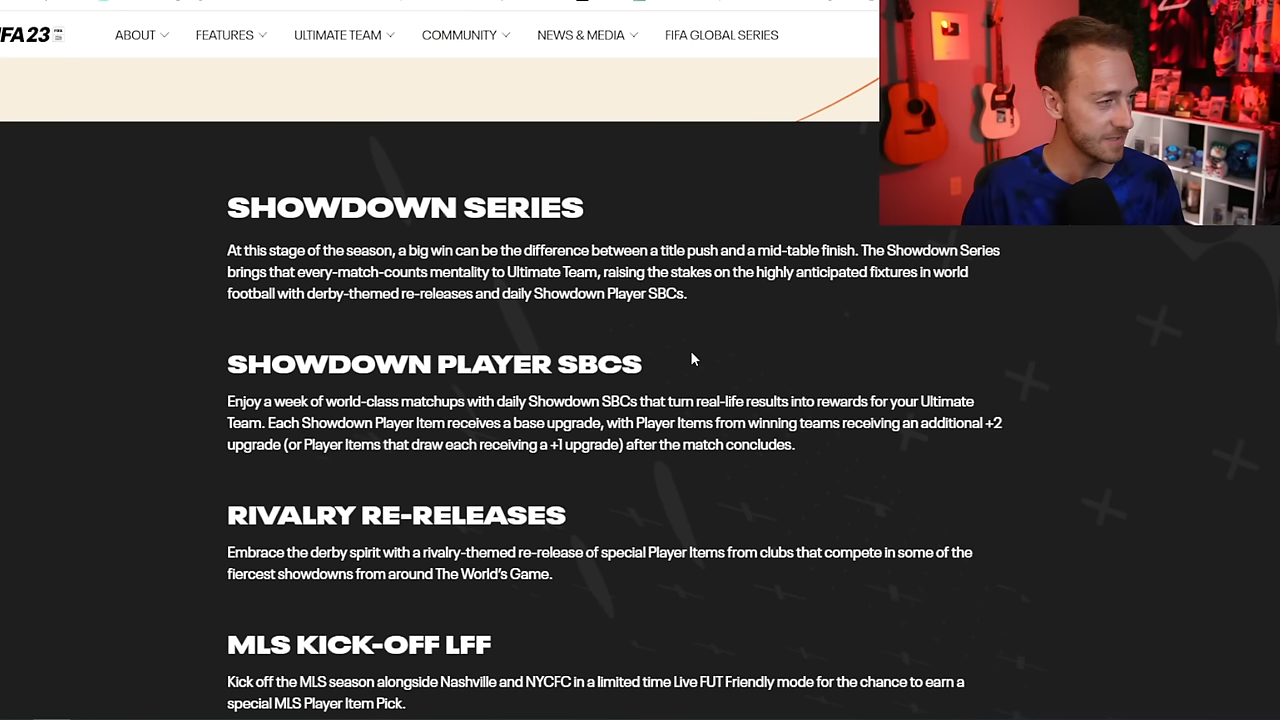 FA 23
ABOUT
FEATURES
ULTIMATE TEAM
COMMUNITY
NEWS & MEDIA
FIFA GLOBAL SERIES
SHOWDOWN SERIES
At this stage of the season, a big win can be the difference between a title push and a mid-table finish. The Showdown Series
brings that every-match-counts mentality to Ultimate Team, raising the stakes on the highly anticipated fixtures in world
football with derby-themed re-releases and daily Showdown Player SBCs.
SHOWDOWN PLAYER SBCS
Enjoy a week of world-class matchups with daily Showdown SBCs that turn real-life results into rewards for your Ultimate
Team. Each Showdown Player Item receives a base upgrade, with Player Items from winning teams receiving an additional +2
upgrade (or Player Items that draw each receiving a +1 upgrade) after the match concludes.
RIVALRY RE-RELEASES
Embrace the derby spirit with a rivalry-themed re-release of special Player Items from clubs that compete in some of the
fiercest showdowns from around The World's Game.
MLS KICK-OFF LFF
Kick off the MLS season alongside Nashville and NYCFC in a limited time Live FUT Friendly mode for the chance to earn a
special MLS Player Item Pick.